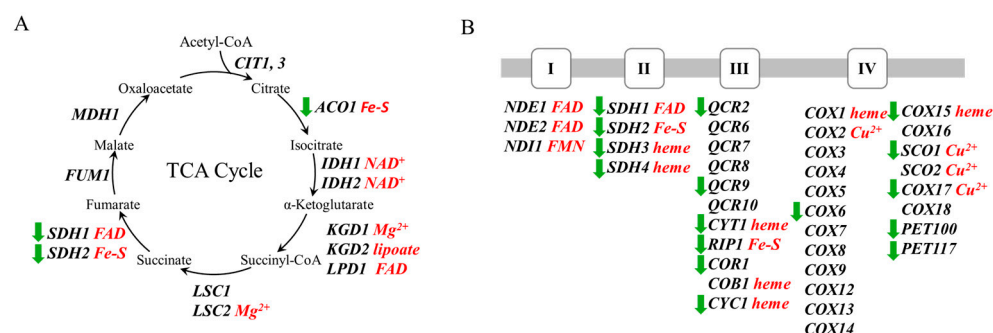 A
Acetyl-CoA
CIT1, 3
Oxaloacetate
Citrate
MDH1
ACO1 Fe-S
Malate
Isocitrate
TCA Cycle
IDH1 NAD⁺
IDH2 NAD⁺
FUM1
Fumarate
α-Ketoglutarate
SDH1 FAD
SDH2 Fe-S
KGD1 Mg²⁺
KGD2 lipoate
LPD1 FAD
Succinate
Succinyl-CoA
LSC1
LSC2 Mg²⁺
B
I
II
III
IV
NDE1 FAD
NDE2 FAD
NDI1 FMN
SDH1 FAD
SDH2 Fe-S
SDH3 heme
SDH4 heme
QCR2
QCR6
QCR7
QCR8
QCR9
QCR10
CYT1 heme
RIP1 Fe-S
COR1
COB1 heme
CYC1 heme
COX1 heme
COX2 Cu²⁺
COX3
COX4
COX5
COX6
COX7
COX8
COX9
COX12
COX13
COX14
COX15 heme
COX16
SCO1 Cu²⁺
SCO2 Cu²⁺
COX17 Cu²⁺
COX18
PET100
PET117